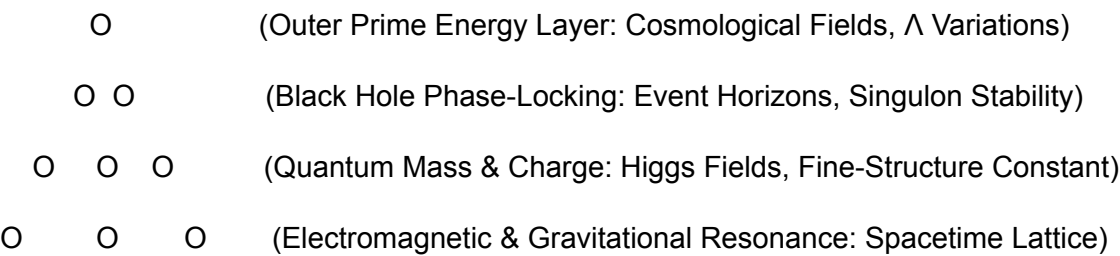 O (Outer Prime Energy Layer: Cosmological Fields, Λ Variations)
O O (Black Hole Phase-Locking: Event Horizons, Singulon Stability)
O O O (Quantum Mass & Charge: Higgs Fields, Fine-Structure Constant)
O O O (Electromagnetic & Gravitational Resonance: Spacetime Lattice)